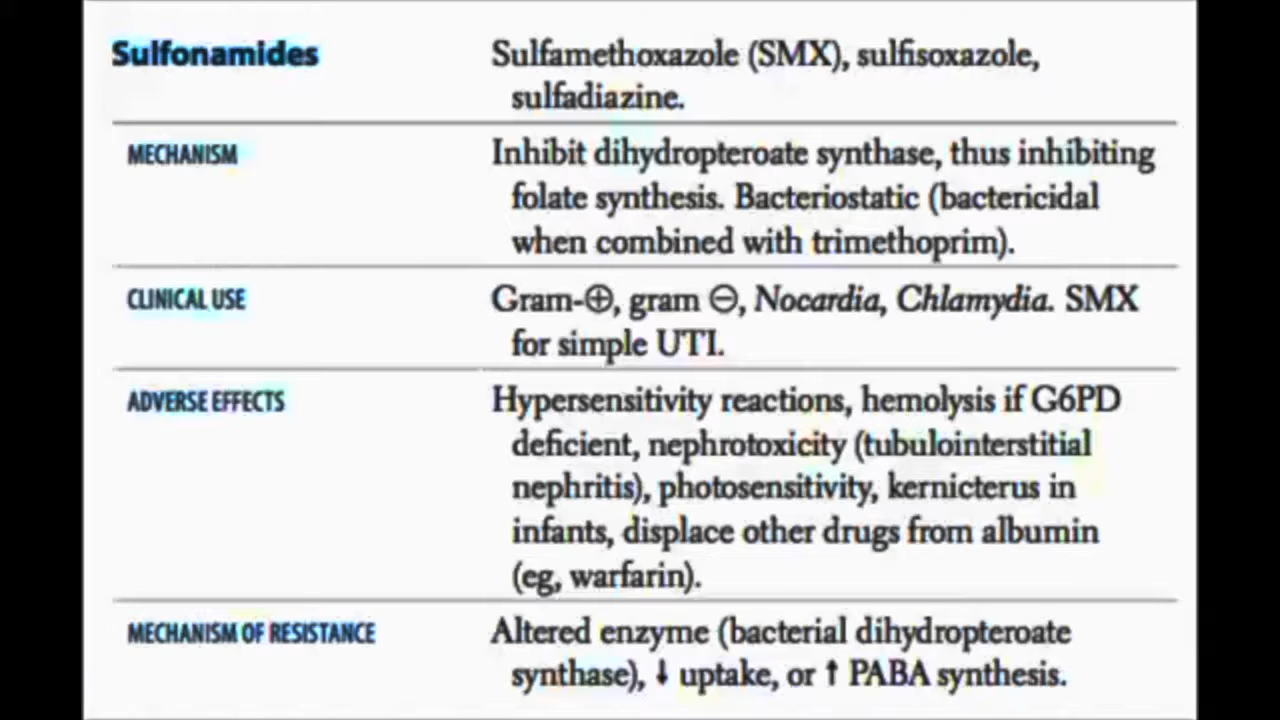 Sulfonamides
Sulfamethoxazole (SMX), sulfisoxazole,
sulfadiazine.
MECHANISM
Inhibit dihydropteroate synthase, thus inhibiting
folate synthesis. Bacteriostatic (bactericidal
when combined with trimethoprim).
CLINICAL USE
Gram-⊕, gram ⊖, Nocardia, Chlamydia. SMX
for simple UTI.
ADVERSE EFFECTS
Hypersensitivity reactions, hemolysis if G6PD
deficient, nephrotoxicity (tubulointerstitial
nephritis), photosensitivity, kernicterus in
infants, displace other drugs from albumin
(eg, warfarin).
MECHANISM OF RESISTANCE
Altered enzyme (bacterial dihydropteroate
synthase), ↓ uptake, or ↑ PABA synthesis.